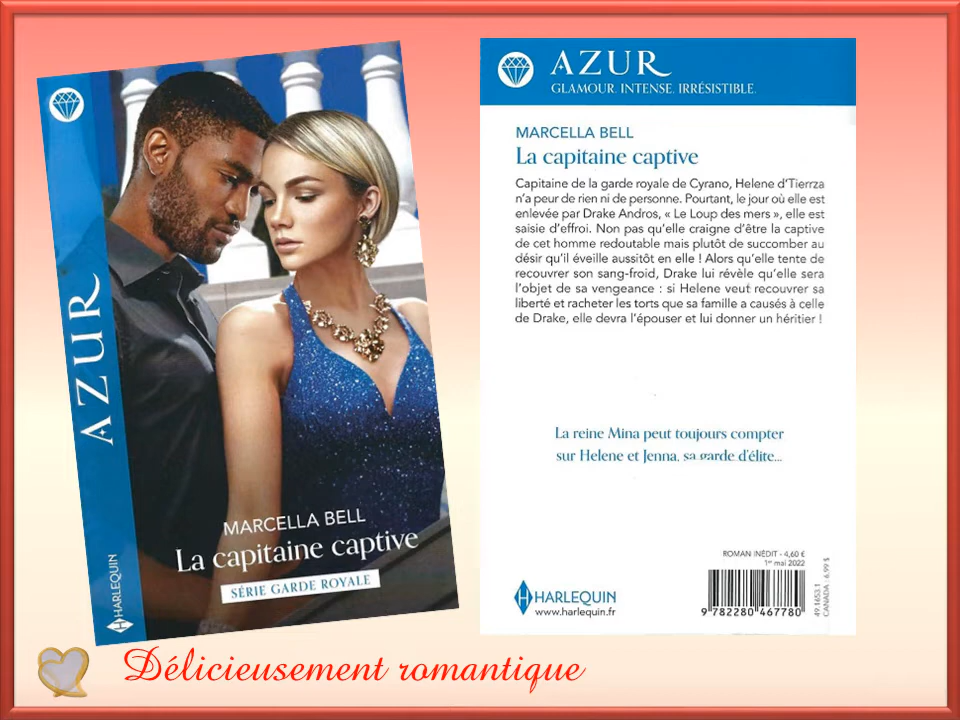 AZUR
MARCELLA BELL
La capitaine captive
SÉRIE GARDE ROYALE
HARLEQUIN
AZUR
GLAMOUR. INTENSE. IRRÉSISTIBLE.
MARCELLA BELL
La capitaine captive
Capitaine de la garde royale de Cyrano, Helene d'Tierrza
n'a peur de rien ni de personne. Pourtant, le jour où elle est
enlevée par Drake Andros, « Le Loup des mers », elle est
saisie d'effroi. Non pas qu'elle craigne d'être la captive
de cet homme redoutable mais plutôt de succomber au
désir qu'il éveille aussitôt en elle ! Alors qu'elle tente de
recouvrer son sang-froid, Drake lui révèle qu'elle sera
l'objet de sa vengeance : si Helene veut recouvrer sa
liberté et racheter les torts que sa famille a causés à celle
de Drake, elle devra l'épouser et lui donner un héritier !
La reine Mina peut toujours compter
sur Helene et Jenna, sa garde d'élite...
ROMAN INÉDIT - 4,60 €
1er mai 2022
HARLEQUIN
www.harlequin.fr
9 782280 467780
49.1653.1
CANADA : 6,99 $
Délicieusement romantique